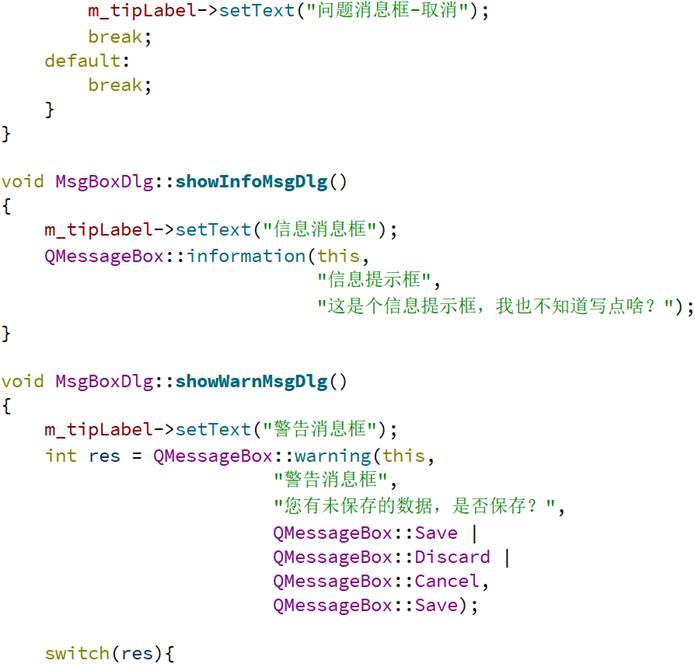 m_tipLabel->setText("问题消息框-取消");
break;
default:
break;
}
}
void MsgBoxDlg::showInfoMsgDlg()
{
m_tipLabel->setText("信息消息框");
QMessageBox::information(this,
"信息提示框",
"这是个信息提示框，我也不知道写点啥？");
}
void MsgBoxDlg::showWarnMsgDlg()
{
m_tipLabel->setText("警告消息框");
int res = QMessageBox::warning(this,
"警告消息框",
"您有未保存的数据，是否保存？",
QMessageBox::Save |
QMessageBox::Discard |
QMessageBox::Cancel,
QMessageBox::Save);
switch(res){